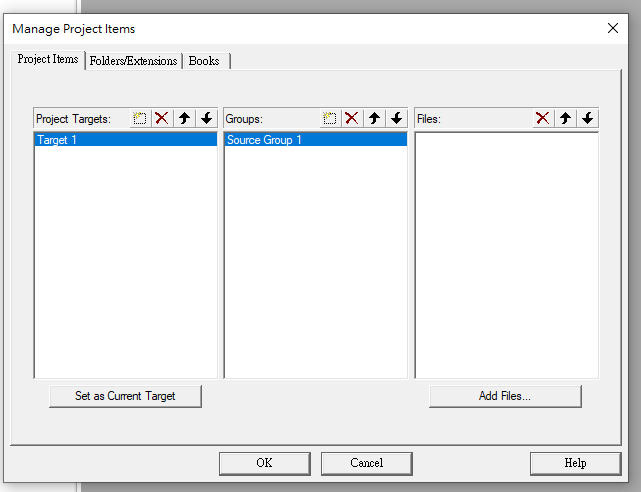 Manage Project Items
Project Items Folders/Extensions Books
Project Targets: Groups: Files:
Target 1 Source Group 1
Set as Current Target Add Files...
OK Cancel Help